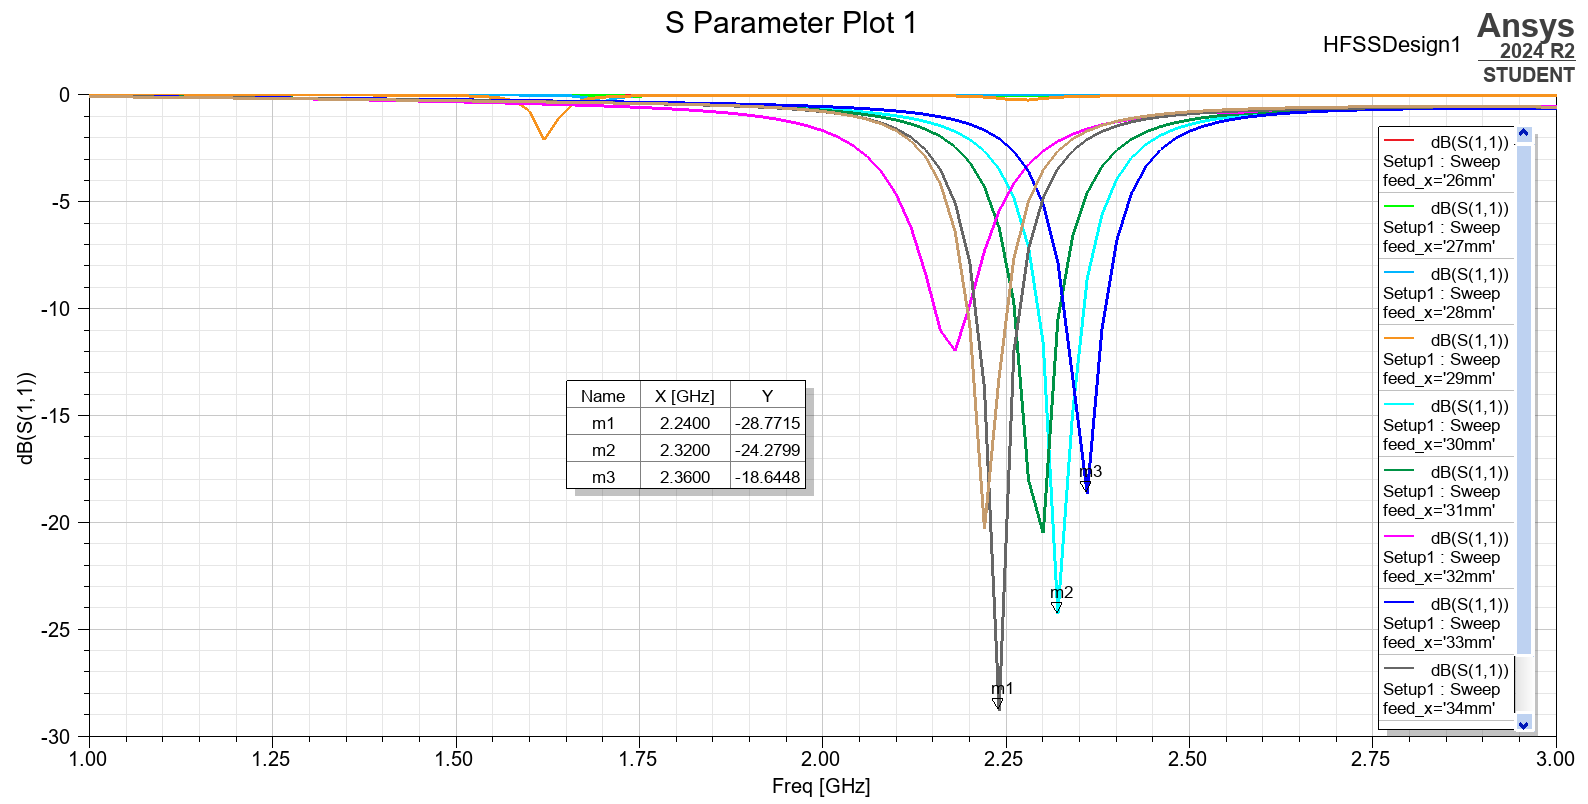 S Parameter Plot 1
HFSSDesign1
Ansys
2024 R2
STUDENT
0
-5
-10
-15
-20
-25
-30
dB(S(1,1))
Name X [GHz] Y
m1 2.2400 -28.7715
m2 2.3200 -24.2799
m3 2.3600 -18.6448
m3
m2
m1
dB(S(1,1))
Setup1 : Sweep
feed_x='26mm'
dB(S(1,1))
Setup1 : Sweep
feed_x='27mm'
dB(S(1,1))
Setup1 : Sweep
feed_x='28mm'
dB(S(1,1))
Setup1 : Sweep
feed_x='29mm'
dB(S(1,1))
Setup1 : Sweep
feed_x='30mm'
dB(S(1,1))
Setup1 : Sweep
feed_x='31mm'
dB(S(1,1))
Setup1 : Sweep
feed_x='32mm'
dB(S(1,1))
Setup1 : Sweep
feed_x='33mm'
dB(S(1,1))
Setup1 : Sweep
feed_x='34mm'
1.00 1.25 1.50 1.75 2.00 2.25 2.50 2.75 3.00
Freq [GHz]